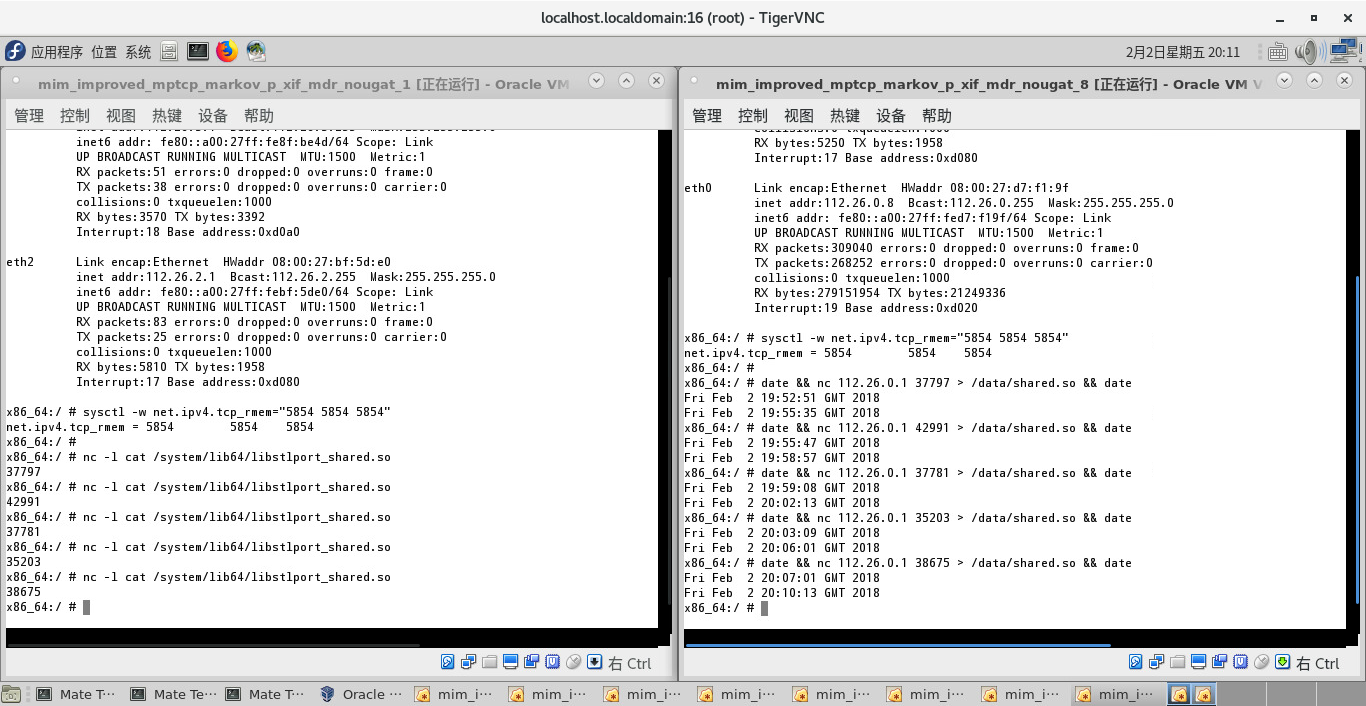 localhost.localdomain:16 (root) - TigerVNC
应用程序 位置 系统
2月2日星期五 20:11
mim_improved_mptcp_markov_p_xif_mdr_nougat_1 [正在运行] - Oracle VM
管理 控制 视图 热键 设备 帮助
inet6 addr: fe80::a00:27ff:fe8f:be4d/64 Scope: Link
UP BROADCAST RUNNING MULTICAST  MTU:1500  Metric:1
RX packets:51 errors:0 dropped:0 overruns:0 frame:0
TX packets:38 errors:0 dropped:0 overruns:0 carrier:0
collisions:0 txqueuelen:1000
RX bytes:3570 TX bytes:3392
Interrupt:18 Base address:0xd0a0
eth2      Link encap:Ethernet  HWaddr 08:00:27:bf:5d:e0
inet addr:112.26.2.1  Bcast:112.26.2.255  Mask:255.255.255.0
inet6 addr: fe80::a00:27ff:febf:5de0/64 Scope: Link
UP BROADCAST RUNNING MULTICAST  MTU:1500  Metric:1
RX packets:83 errors:0 dropped:0 overruns:0 frame:0
TX packets:25 errors:0 dropped:0 overruns:0 carrier:0
collisions:0 txqueuelen:1000
RX bytes:5810 TX bytes:1958
Interrupt:17 Base address:0xd080
x86_64:/ # sysctl -w net.ipv4.tcp_rmem="5854 5854 5854"
net.ipv4.tcp_rmem = 5854        5854    5854
x86_64:/ #
x86_64:/ # nc -l cat /system/lib64/libstlport_shared.so
37797
x86_64:/ # nc -l cat /system/lib64/libstlport_shared.so
42991
x86_64:/ # nc -l cat /system/lib64/libstlport_shared.so
37781
x86_64:/ # nc -l cat /system/lib64/libstlport_shared.so
35203
x86_64:/ # nc -l cat /system/lib64/libstlport_shared.so
38675
x86_64:/ #
右 Ctrl
mim_improved_mptcp_markov_p_xif_mdr_nougat_8 [正在运行] - Oracle VM V
管理 控制 视图 热键 设备 帮助
collisions:0 txqueuelen:1000
RX bytes:5250 TX bytes:1958
Interrupt:17 Base address:0xd080
eth0      Link encap:Ethernet  HWaddr 08:00:27:d7:f1:9f
inet addr:112.26.0.8  Bcast:112.26.0.255  Mask:255.255.255.0
inet6 addr: fe80::a00:27ff:fed7:f19f/64 Scope: Link
UP BROADCAST RUNNING MULTICAST  MTU:1500  Metric:1
RX packets:309040 errors:0 dropped:0 overruns:0 frame:0
TX packets:268252 errors:0 dropped:0 overruns:0 carrier:0
collisions:0 txqueuelen:1000
RX bytes:279151954 TX bytes:21249336
Interrupt:19 Base address:0xd020
x86_64:/ # sysctl -w net.ipv4.tcp_rmem="5854 5854 5854"
net.ipv4.tcp_rmem = 5854        5854    5854
x86_64:/ #
x86_64:/ # date && nc 112.26.0.1 37797 > /data/shared.so && date
Fri Feb  2 19:52:51 GMT 2018
Fri Feb  2 19:55:35 GMT 2018
x86_64:/ # date && nc 112.26.0.1 42991 > /data/shared.so && date
Fri Feb  2 19:55:47 GMT 2018
Fri Feb  2 19:58:57 GMT 2018
x86_64:/ # date && nc 112.26.0.1 37781 > /data/shared.so && date
Fri Feb  2 19:59:08 GMT 2018
Fri Feb  2 20:02:13 GMT 2018
x86_64:/ # date && nc 112.26.0.1 35203 > /data/shared.so && date
Fri Feb  2 20:03:09 GMT 2018
Fri Feb  2 20:06:01 GMT 2018
x86_64:/ # date && nc 112.26.0.1 38675 > /data/shared.so && date
Fri Feb  2 20:07:01 GMT 2018
Fri Feb  2 20:10:13 GMT 2018
x86_64:/ #
右 Ctrl
Mate T··· Mate Te··· Mate T··· Oracle ··· mim_i··· mim_i··· mim_i··· mim_i··· mim_i··· mim_i··· mim_i··· mim_i···